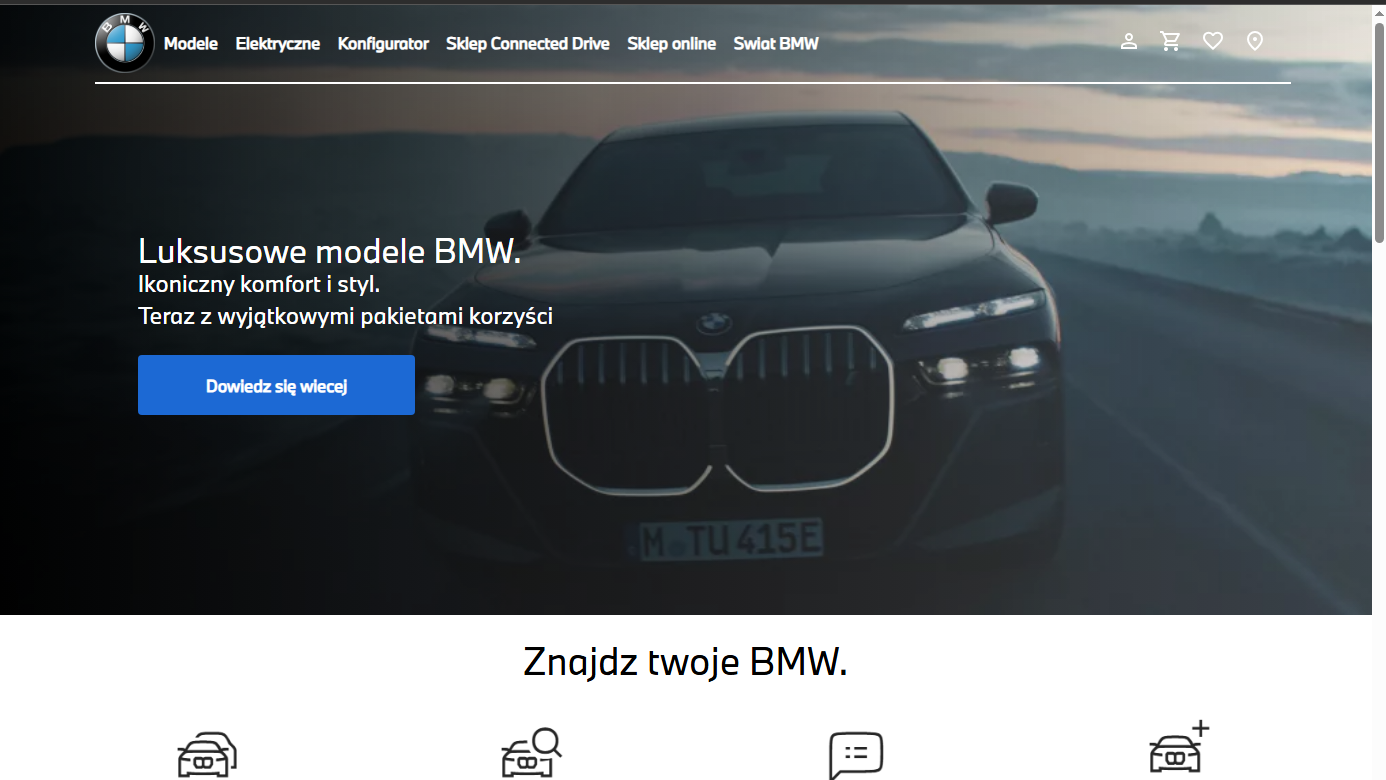 BMW
Modele Elektryczne Konfigurator Sklep Connected Drive Sklep online Swiat BMW
Luksusowe modele BMW.
Ikoniczny komfort i styl.
Teraz z wyjątkowymi pakietami korzyści
Dowiedz się wlecej
M TU 415E
Znajdz twoje BMW.